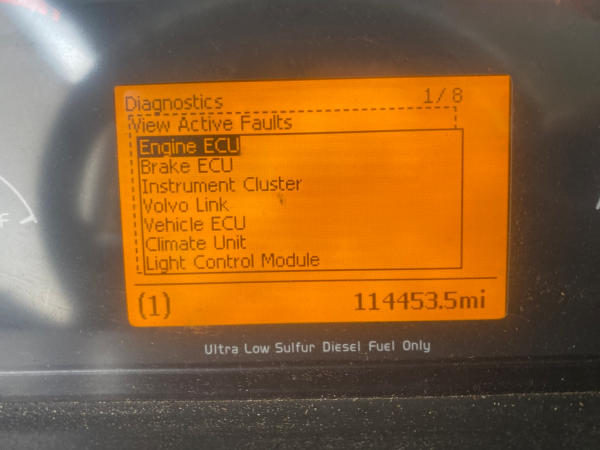 Diagnostics 1/8
View Active Faults
Engine ECU
Brake ECU
Instrument Cluster
Volvo Link
Vehicle ECU
Climate Unit
Light Control Module
(1) 114453.5mi
Ultra Low Sulfur Diesel Fuel Only
F